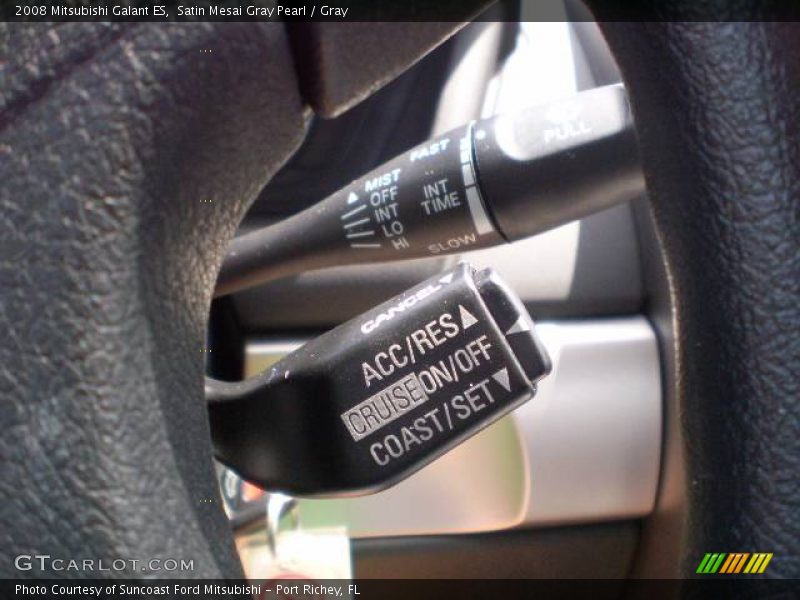 2008 Mitsubishi Galant ES, Satin Mesai Gray Pearl / Gray
PULL
FAST
MIST
OFF
INT
LO
HI
INT
TIME
SLOW
CANCEL
ACC/RES
CRUISE ON/OFF
COAST/SET
GTCARLOT.COM
Photo Courtesy of Suncoast Ford Mitsubishi - Port Richey, FL